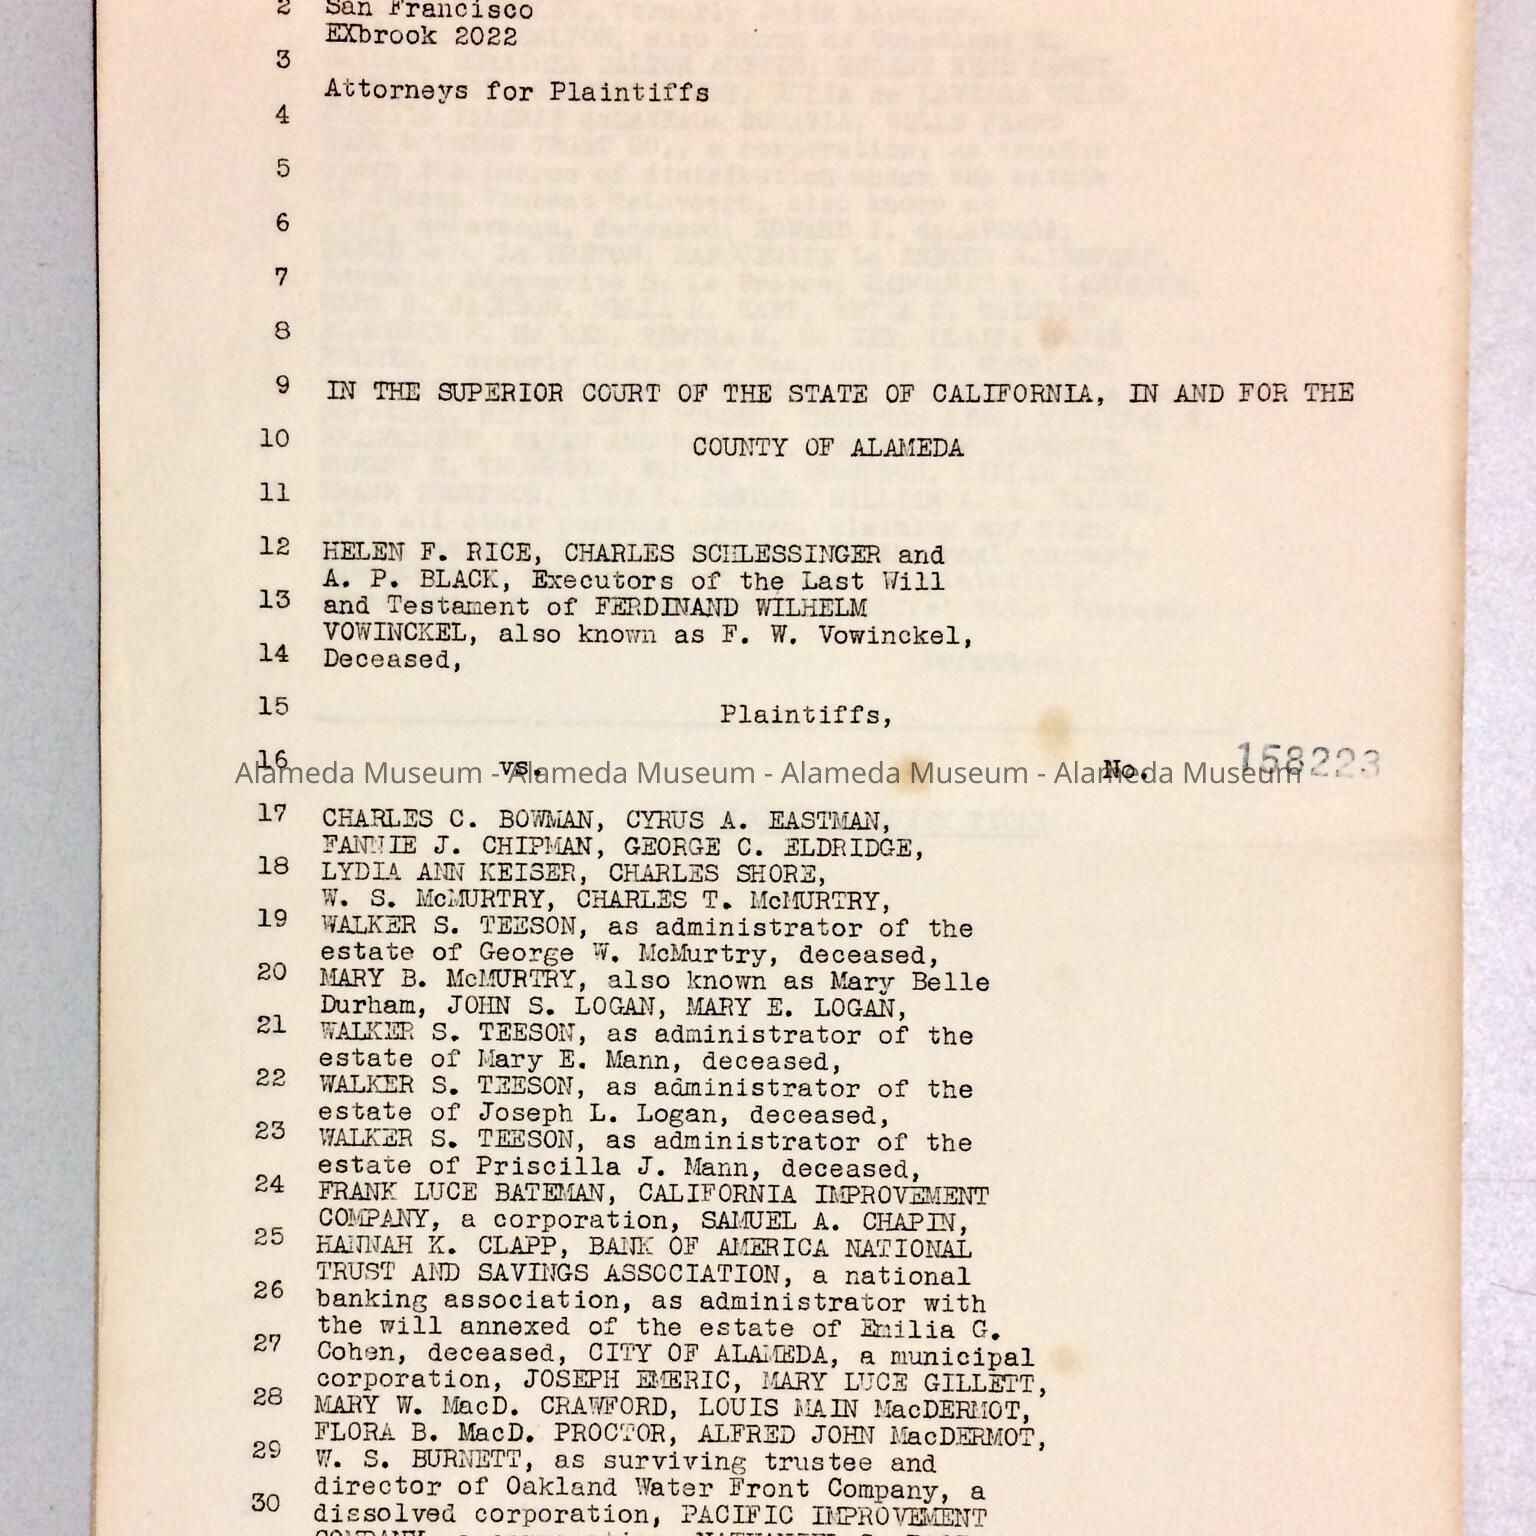 2 San Francisco
EXbrook 2022
3
Attorneys for Plaintiffs
4
5
6
7
8
9 IN THE SUPERIOR COURT OF THE STATE OF CALIFORNIA, IN AND FOR THE
10 COUNTY OF ALAMEDA
11
12 HELEN F. RICE, CHARLES SCHLESSINGER and
A. P. BLACK, Executors of the Last Will
13 and Testament of FERDINAND WILHELM
VOWINCKEL, also known as F. W. Vowinckel,
14 Deceased,
15 Plaintiffs,
16 vs. No. 158223
Alameda Museum - Alameda Museum - Alameda Museum - Alameda Museum
17 CHARLES C. BOWMAN, CYRUS A. EASTMAN,
FANNIE J. CHIPMAN, GEORGE C. ELDRIDGE,
18 LYDIA ANN KEISER, CHARLES SHORE,
W. S. McMURTRY, CHARLES T. McMURTRY,
19 WALKER S. TEESON, as administrator of the
estate of George W. McMurtry, deceased,
20 MARY B. McMURTRY, also known as Mary Belle
Durham, JOHN S. LOGAN, MARY E. LOGAN,
21 WALKER S. TEESON, as administrator of the
estate of Mary E. Mann, deceased,
22 WALKER S. TEESON, as administrator of the
estate of Joseph L. Logan, deceased,
23 WALKER S. TEESON, as administrator of the
estate of Priscilla J. Mann, deceased,
24 FRANK LUCE BATEMAN, CALIFORNIA IMPROVEMENT
COMPANY, a corporation, SAMUEL A. CHAPIN,
25 HANNAH K. CLAPP, BANK OF AMERICA NATIONAL
TRUST AND SAVINGS ASSOCIATION, a national
26 banking association, as administrator with
the will annexed of the estate of Emilia G.
27 Cohen, deceased, CITY OF ALAMEDA, a municipal
corporation, JOSEPH EMERIC, MARY LUCE GILLETT,
28 MARY W. MacD. CRAWFORD, LOUIS MAIN MacDERMOT,
FLORA B. MacD. PROCTOR, ALFRED JOHN MacDERMOT,
29 W. S. BURNETT, as surviving trustee and
director of Oakland Water Front Company, a
30 dissolved corporation, PACIFIC IMPROVEMENT